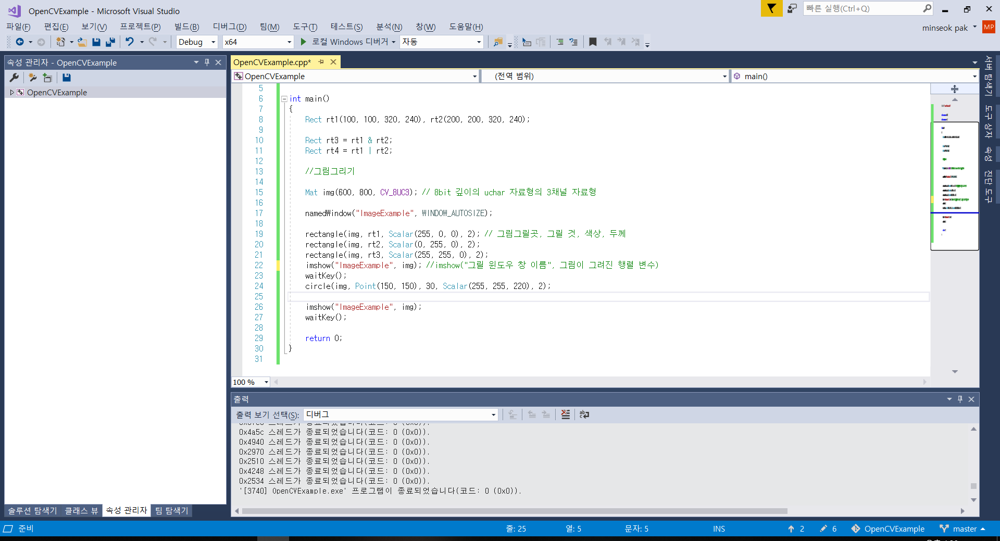 OpenCVExample - Microsoft Visual Studio
빠른 실행(Ctrl+Q)
파일(F) 편집(E) 보기(V) 프로젝트(P) 빌드(B) 디버그(D) 팀(M) 도구(T) 테스트(S) 분석(N) 창(W) 도움말(H)
minseok pak MP
Debug x64 로컬 Windows 디버거 자동
속성 관리자 - OpenCVExample
OpenCVExample
OpenCVExample.cpp*
OpenCVExample (전역 범위) main()
5
6 int main()
7 {
8 Rect rt1(100, 100, 320, 240), rt2(200, 200, 320, 240);
9
10 Rect rt3 = rt1 & rt2;
11 Rect rt4 = rt1 | rt2;
12
13 //그림그리기
14
15 Mat img(600, 800, CV_8UC3); // 8bit 깊이의 uchar 자료형의 3채널 자료형
16
17 namedWindow("ImageExample", WINDOW_AUTOSIZE);
18
19 rectangle(img, rt1, Scalar(255, 0, 0), 2); // 그림그릴곳, 그릴 것, 색상, 두께
20 rectangle(img, rt2, Scalar(0, 255, 0), 2);
21 rectangle(img, rt3, Scalar(255, 255, 0), 2);
22 imshow("ImageExample", img); //imshow("그릴 윈도우 창 이름", 그림이 그려진 행렬 변수)
23 waitKey();
24 circle(img, Point(150, 150), 30, Scalar(255, 255, 220), 2);
25
26 imshow("ImageExample", img);
27 waitKey();
28
29 return 0;
30 }
31
100 %
서버 탐색기
도구 상자
속성
진단 도구
출력
출력 보기 선택(S): 디버그
0x4a5c 스레드가 종료되었습니다(코드: 0 (0x0)).
0x4940 스레드가 종료되었습니다(코드: 0 (0x0)).
0x2970 스레드가 종료되었습니다(코드: 0 (0x0)).
0x2510 스레드가 종료되었습니다(코드: 0 (0x0)).
0x4248 스레드가 종료되었습니다(코드: 0 (0x0)).
0x2534 스레드가 종료되었습니다(코드: 0 (0x0)).
'[3740] OpenCVExample.exe' 프로그램이 종료되었습니다(코드: 0 (0x0)).
솔루션 탐색기 클래스 뷰 속성 관리자 팀 탐색기
준비 줄: 25 열: 5 문자: 5 INS 2 6 OpenCVExample master